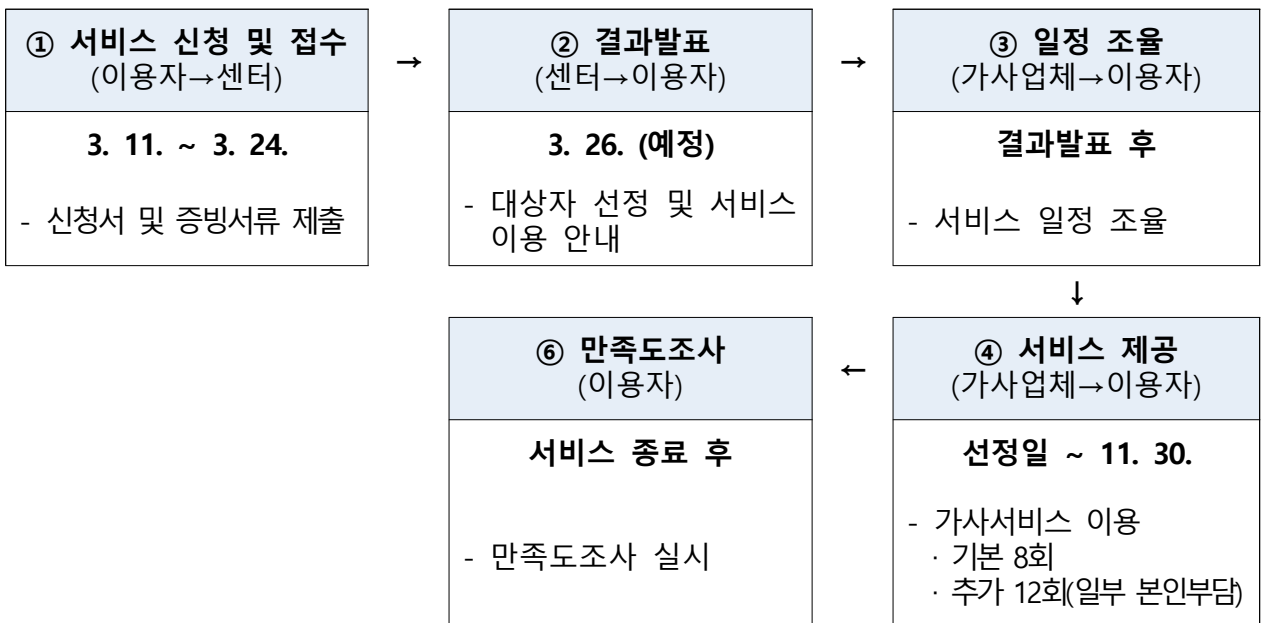 ① 서비스 신청 및 접수
(이용자→센터)
3. 11. ~ 3. 24.
- 신청서 및 증빙서류 제출
→
② 결과발표
(센터→이용자)
3. 26. (예정)
- 대상자 선정 및 서비스
이용 안내
→
③ 일정 조율
(가사업체→이용자)
결과발표 후
- 서비스 일정 조율
↓
④ 서비스 제공
(가사업체→이용자)
선정일 ~ 11. 30.
- 가사서비스 이용
· 기본 8회
· 추가 12회(일부 본인부담)
←
⑥ 만족도조사
(이용자)
서비스 종료 후
- 만족도조사 실시